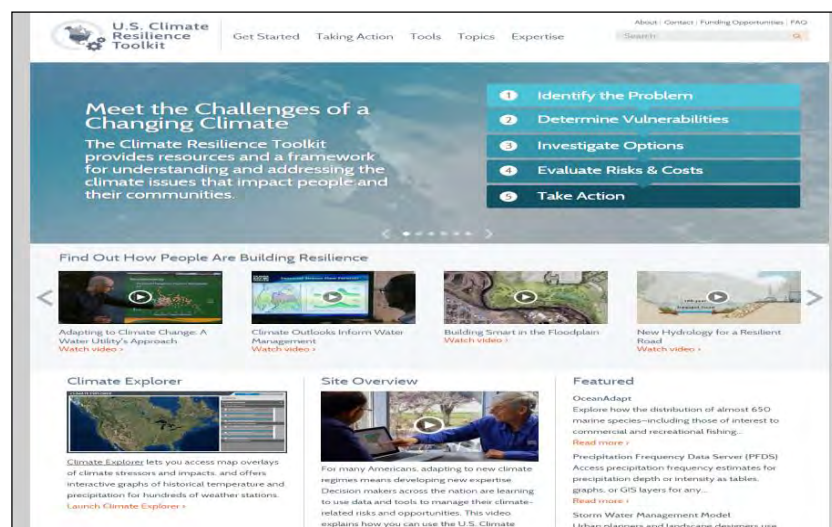 U.S. Climate
Resilience
Toolkit
Get Started Taking Action Tools Topics Expertise
About | Contact | Funding Opportunities | FAQ
Search
Meet the Challenges of a
Changing Climate
The Climate Resilience Toolkit
provides resources and a framework
for understanding and addressing the
climate issues that impact people and
their communities.
1 Identify the Problem
2 Determine Vulnerabilities
3 Investigate Options
4 Evaluate Risks & Costs
5 Take Action
Find Out How People Are Building Resilience
Adapting to Climate Change: A
Water Utility's Approach
Watch video ›
Climate Outlooks Inform Water
Management
Watch video ›
Building Smart in the Floodplain
Watch video ›
New Hydrology for a Resilient
Road
Watch video ›
Climate Explorer
Climate Explorer lets you access map overlays
of climate stressors and impacts, and offers
interactive graphs of historical temperature and
precipitation for hundreds of weather stations.
Launch Climate Explorer ›
Site Overview
For many Americans, adapting to new climate
regimes means developing new expertise.
Decision makers across the nation are learning
to use data and tools to manage their climate-
related risks and opportunities. This video
explains how you can use the U.S. Climate
Featured
OceanAdapt
Explore how the distribution of almost 650
marine species—including those of interest to
commercial and recreational fishing...
Read more ›
Precipitation Frequency Data Server (PFDS)
Access precipitation frequency estimates for
precipitation depth or intensity as tables,
graphs, or GIS layers for any...
Read more ›
Storm Water Management Model
Urban planners and landscape designers use